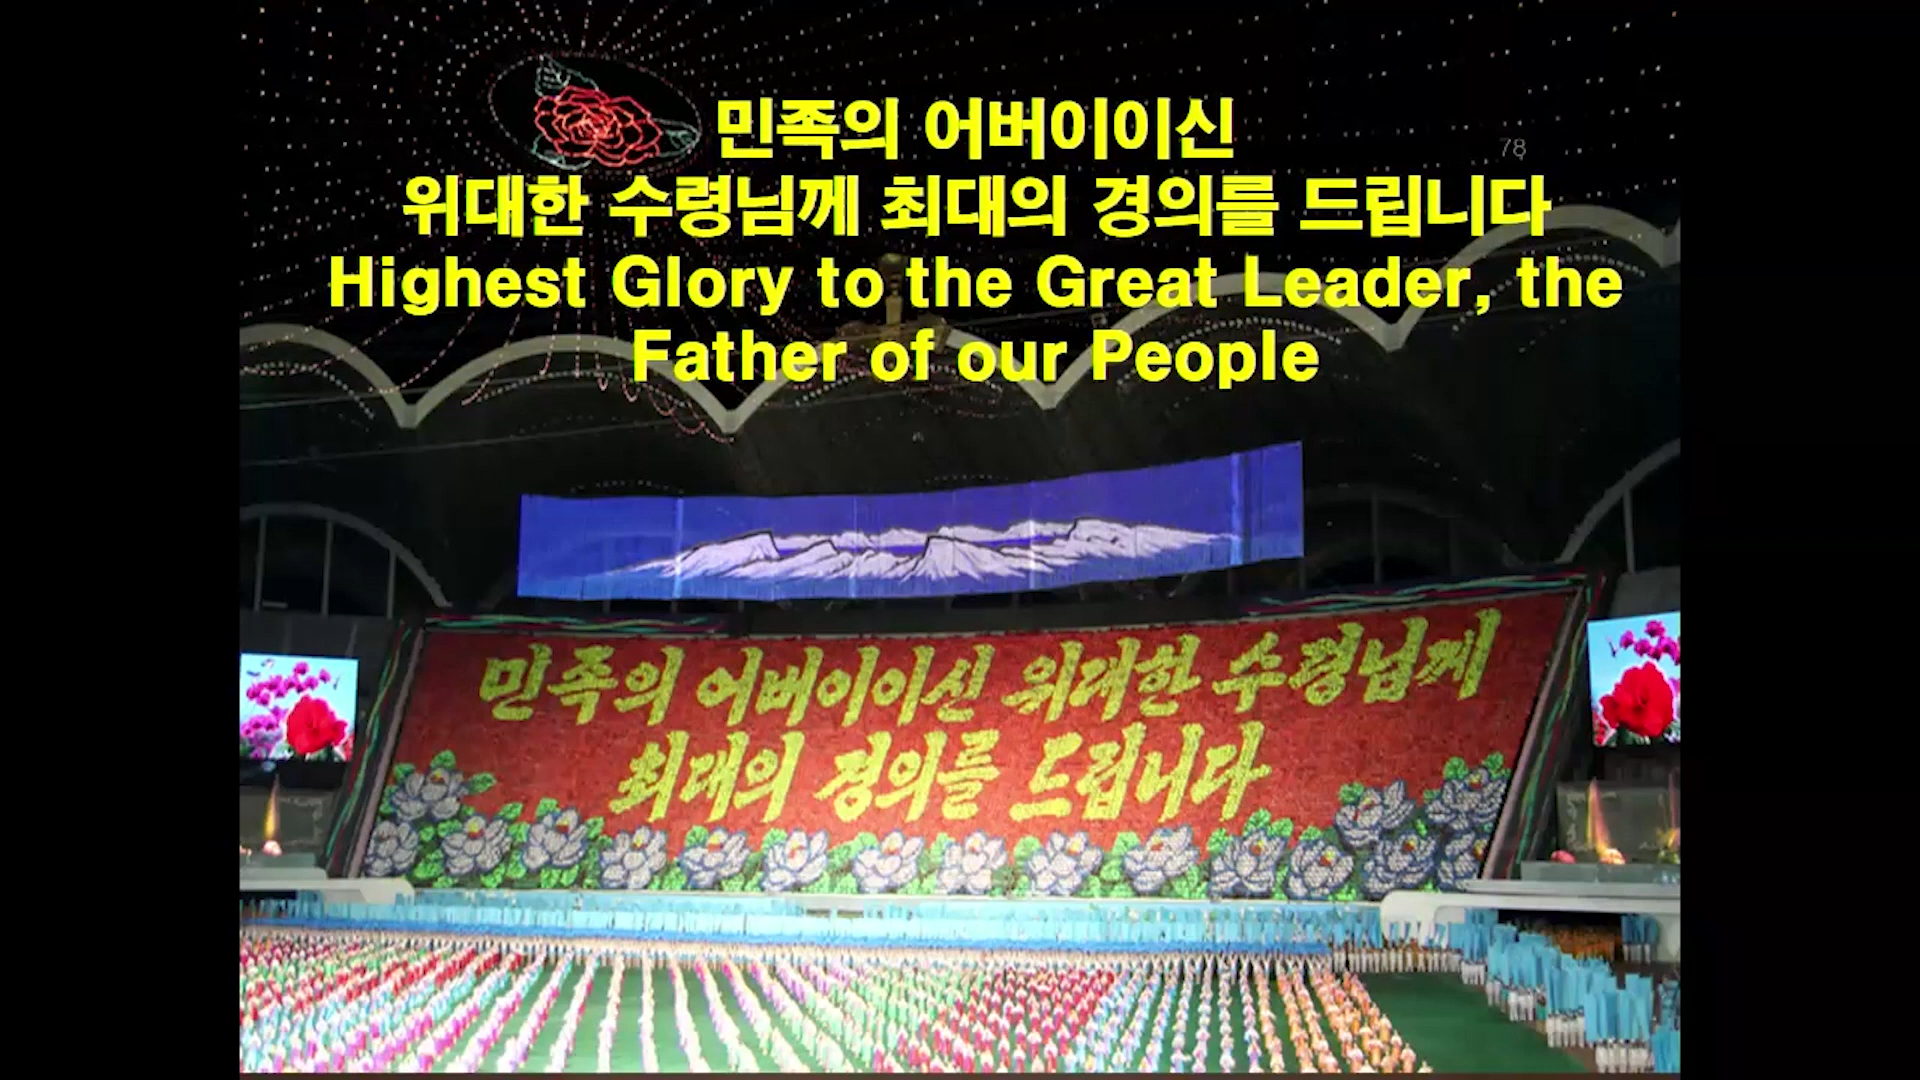 민족의 어버이이신
78
위대한 수령님께 최대의 경의를 드립니다
Highest Glory to the Great Leader, the
Father of our People
민족의 어버이이신 위대한 수령님께
최대의 경의를 드립니다